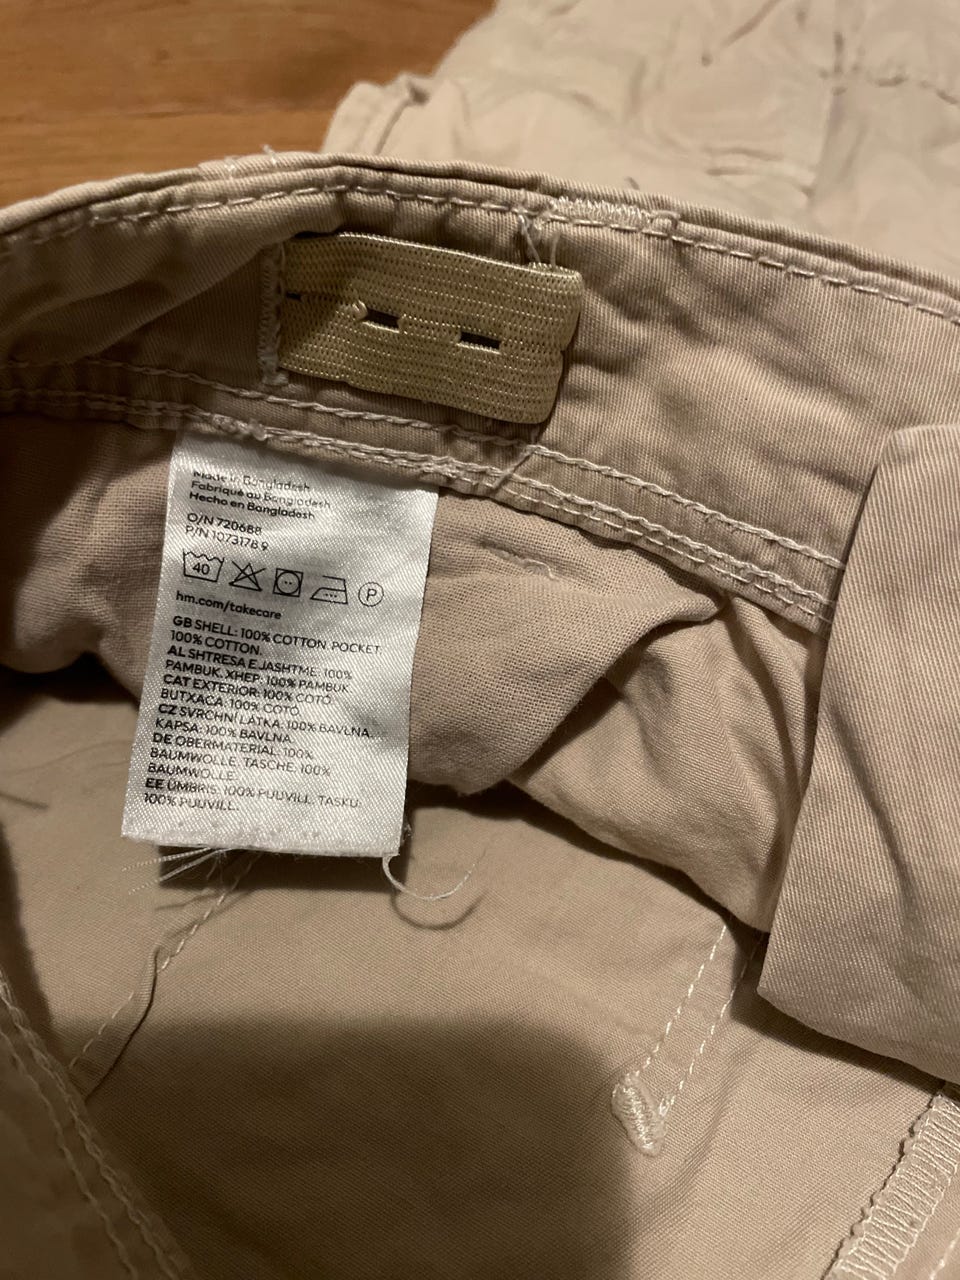 Made in Bangladesh
Fabriqué au Bangladesh
Hecho en Bangladesh
O/N 720688
P/N 1073178 9
40 P
hm.com/takecare
GB SHELL: 100% COTTON. POCKET:
100% COTTON.
AL SHTRESA E JASHTME: 100%
PAMBUK. XHEP: 100% PAMBUK
CAT EXTERIOR: 100% COTÓ.
BUTXACA: 100% COTÓ
CZ SVRCHNÍ LÁTKA: 100% BAVLNA.
KAPSA: 100% BAVLNA.
DE OBERMATERIAL: 100%
BAUMWOLLE. TASCHE: 100%
BAUMWOLLE.
EE ÜMBRIS: 100% PUUVILL. TASKU:
100% PUUVILL.